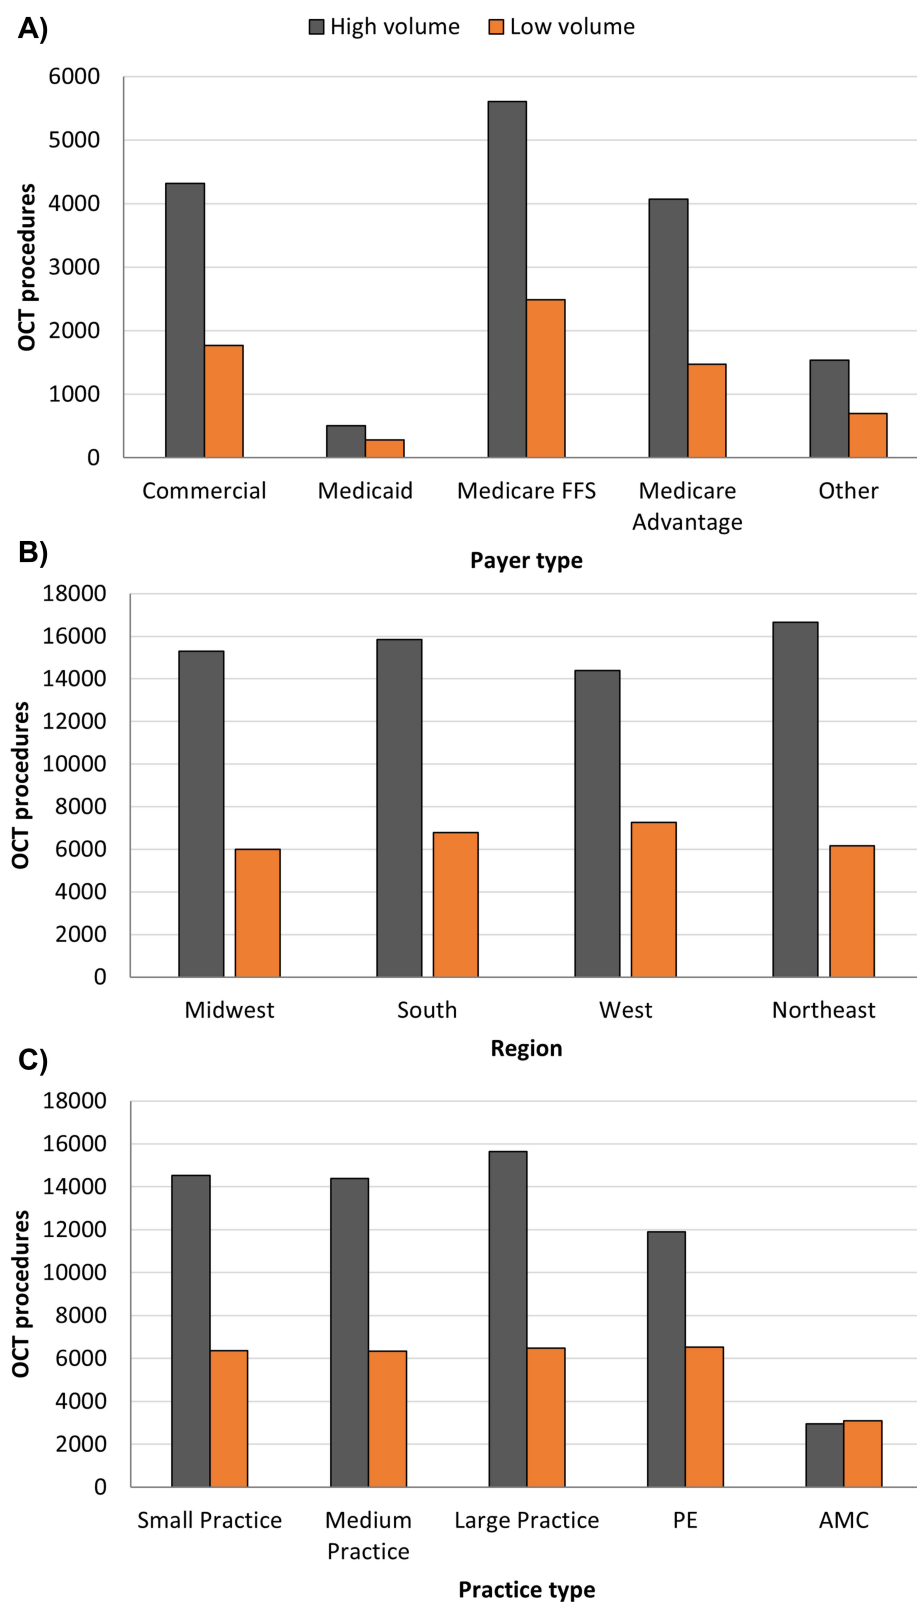 A)
High volume Low volume
6000
5000
4000
3000
2000
1000
0
OCT procedures
Commercial Medicaid Medicare FFS Medicare Other
Advantage
Payer type
B)
18000
16000
14000
12000
10000
8000
6000
4000
2000
0
OCT procedures
Midwest South West Northeast
Region
C)
18000
16000
14000
12000
10000
8000
6000
4000
2000
0
OCT procedures
Small Practice Medium Large Practice PE AMC
Practice
Practice type